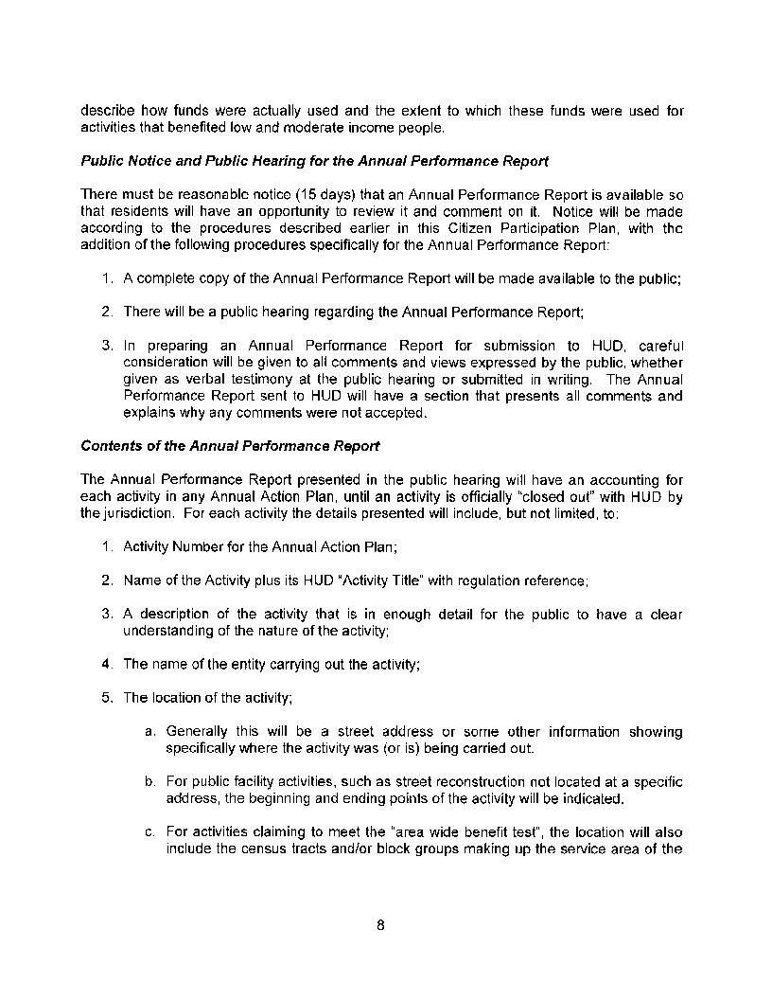 describe how funds were actually used and the extent to which these funds were used for
activities that benefited low and moderate income people.
Public Notice and Public Hearing for the Annual Performance Report
There must be reasonable notice (15 days) that an Annual Performance Report is available so
that residents will have an opportunity to review it and comment on it. Notice will be made
according to the procedures described earlier in this Citizen Participation Plan, with the
addition of the following procedures specifically for the Annual Performance Report:
1. A complete copy of the Annual Performance Report will be made available to the public;
2. There will be a public hearing regarding the Annual Performance Report;
3. In preparing an Annual Performance Report for submission to HUD, careful
consideration will be given to all comments and views expressed by the public, whether
given as verbal testimony at the public hearing or submitted in writing. The Annual
Performance Report sent to HUD will have a section that presents all comments and
explains why any comments were not accepted.
Contents of the Annual Performance Report
The Annual Performance Report presented in the public hearing will have an accounting for
each activity in any Annual Action Plan, until an activity is officially "closed out" with HUD by
the jurisdiction. For each activity the details presented will include, but not limited, to:
1. Activity Number for the Annual Action Plan;
2. Name of the Activity plus its HUD "Activity Title" with regulation reference;
3. A description of the activity that is in enough detail for the public to have a clear
understanding of the nature of the activity;
4. The name of the entity carrying out the activity;
5. The location of the activity;
a. Generally this will be a street address or some other information showing
specifically where the activity was (or is) being carried out.
b. For public facility activities, such as street reconstruction not located at a specific
address, the beginning and ending points of the activity will be indicated.
c. For activities claiming to meet the "area wide benefit test", the location will also
include the census tracts and/or block groups making up the service area of the
8